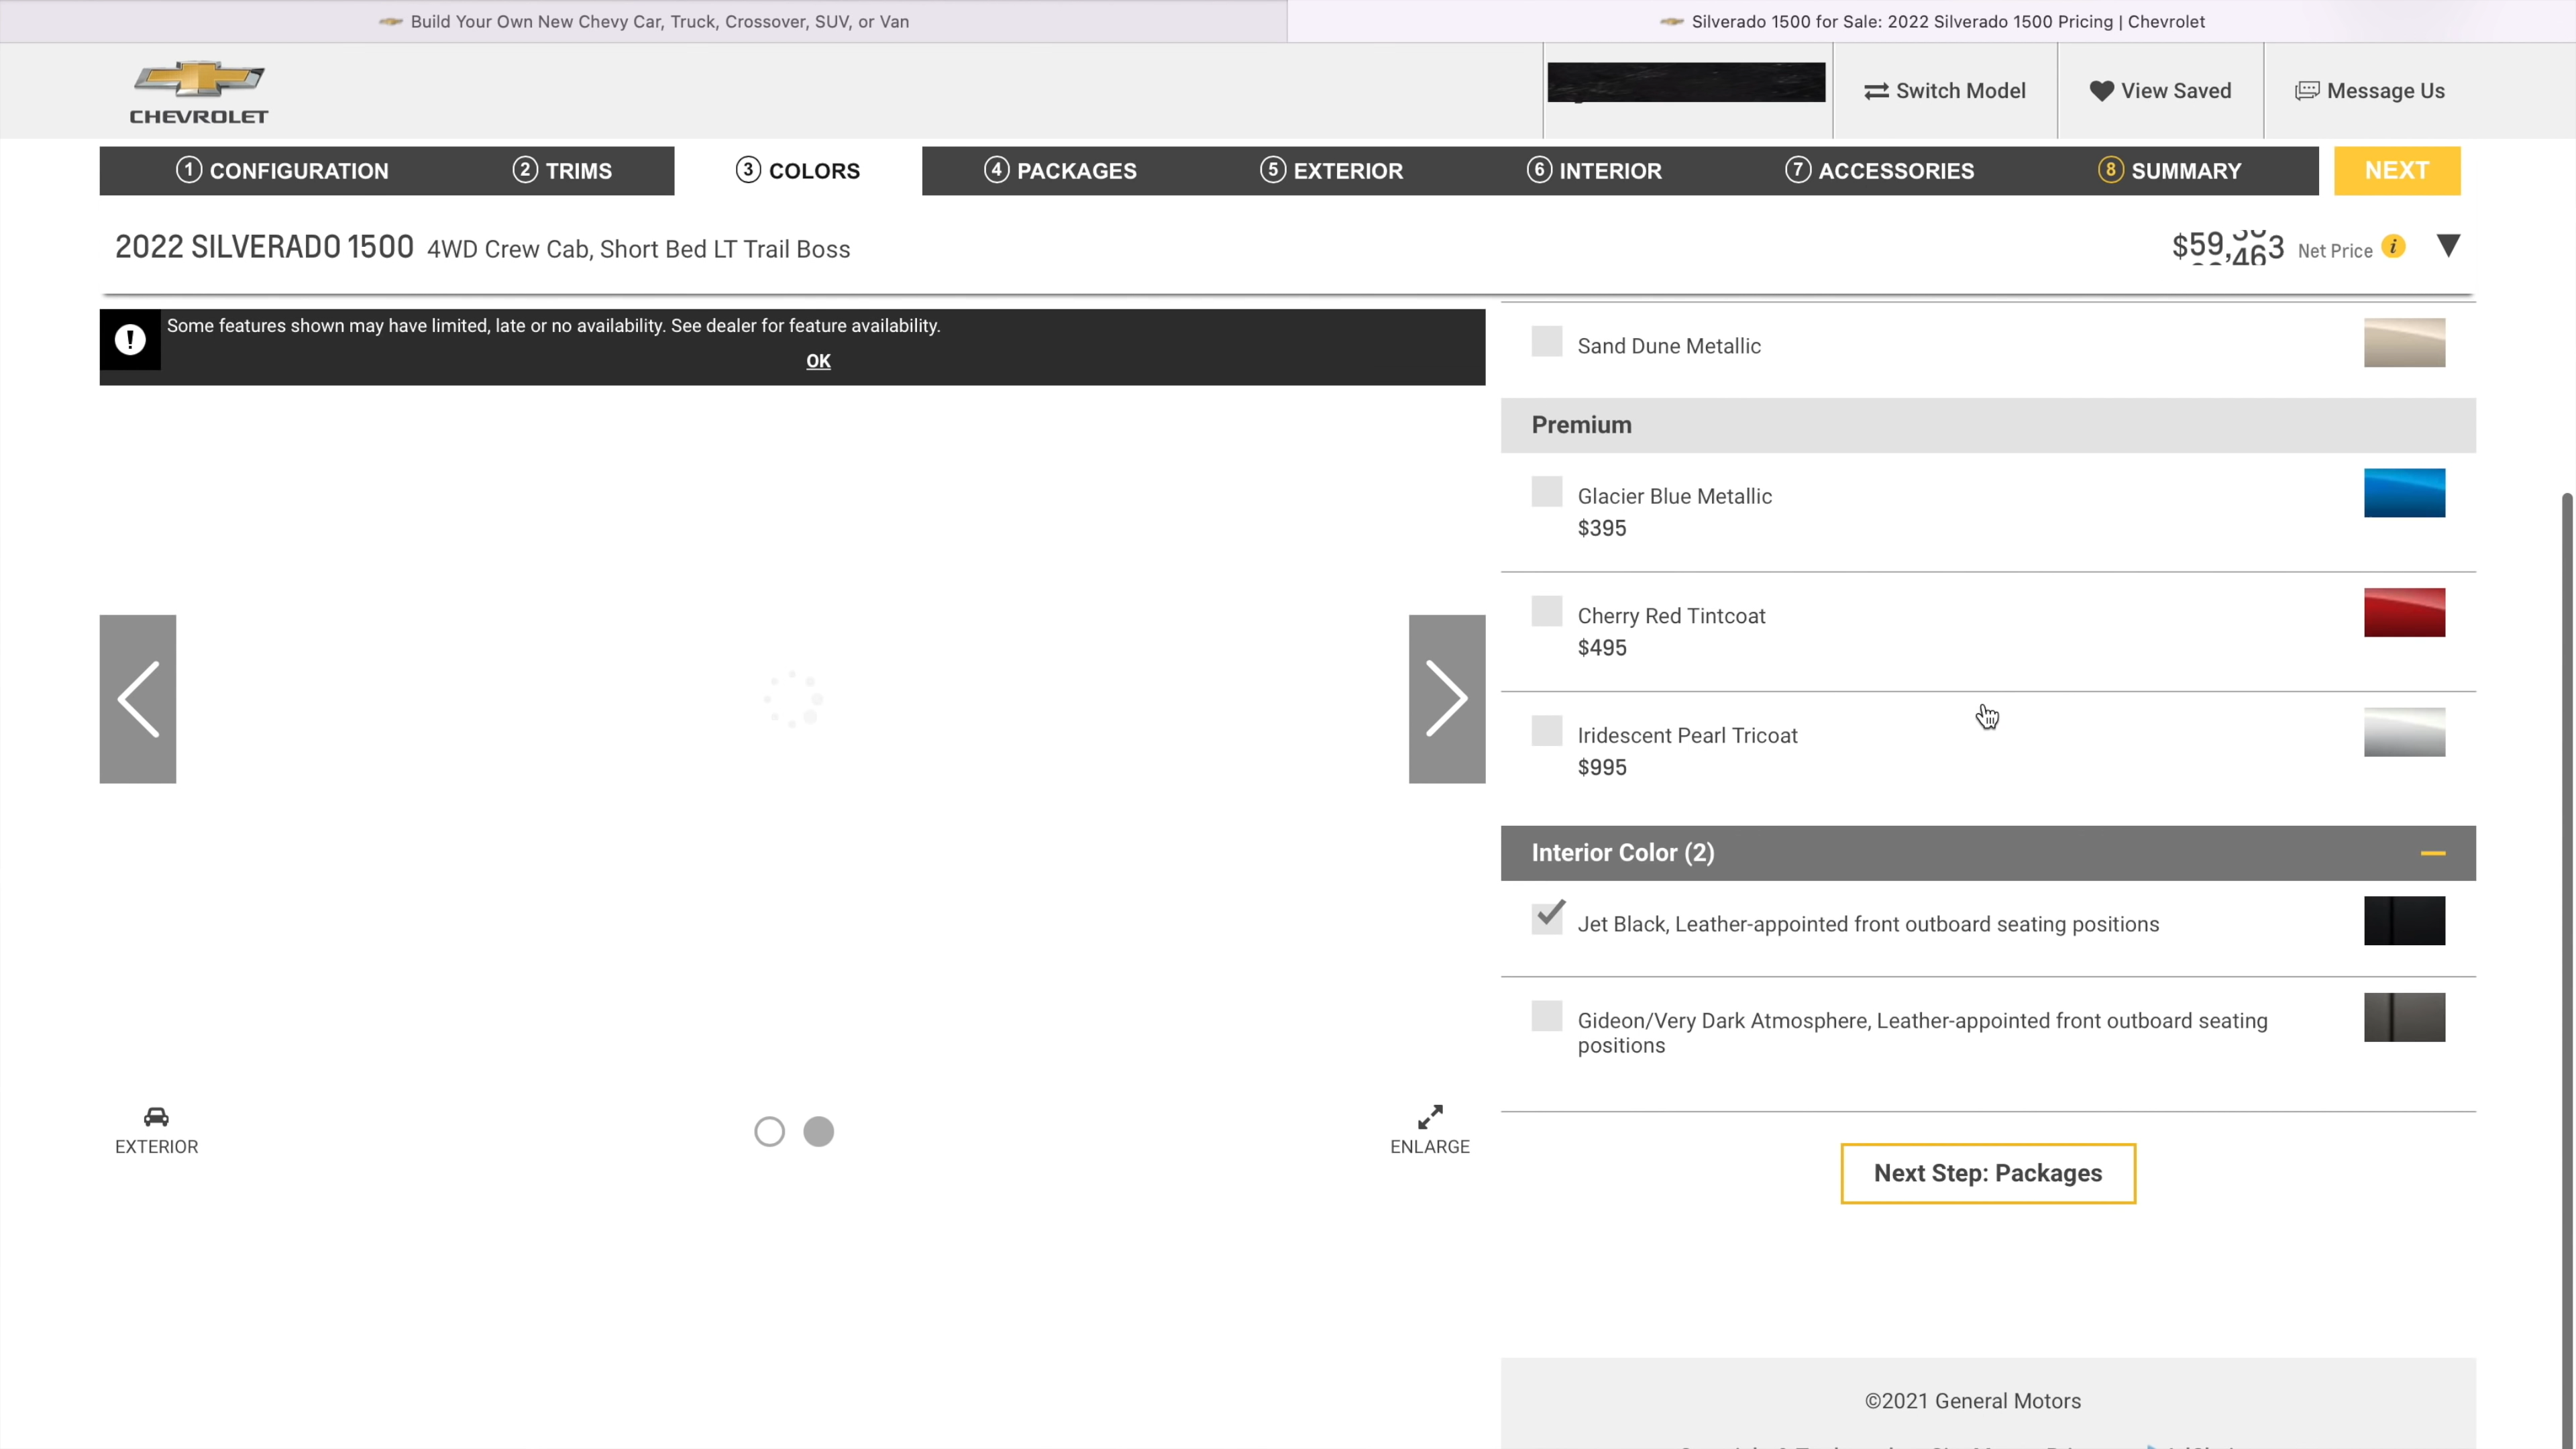 Build Your Own New Chevy Car, Truck, Crossover, SUV, or Van
Silverado 1500 for Sale: 2022 Silverado 1500 Pricing | Chevrolet
CHEVROLET
Switch Model
View Saved
Message Us
1 CONFIGURATION
2 TRIMS
3 COLORS
4 PACKAGES
5 EXTERIOR
6 INTERIOR
7 ACCESSORIES
8 SUMMARY
NEXT
2022 SILVERADO 1500 4WD Crew Cab, Short Bed LT Trail Boss
Net Price i
! Some features shown may have limited, late or no availability. See dealer for feature availability.
OK
Sand Dune Metallic
Premium
Glacier Blue Metallic
$395
Cherry Red Tintcoat
$495
Iridescent Pearl Tricoat
$995
Interior Color (2)
Jet Black, Leather-appointed front outboard seating positions
Gideon/Very Dark Atmosphere, Leather-appointed front outboard seating
positions
EXTERIOR
ENLARGE
Next Step: Packages
©2021 General Motors